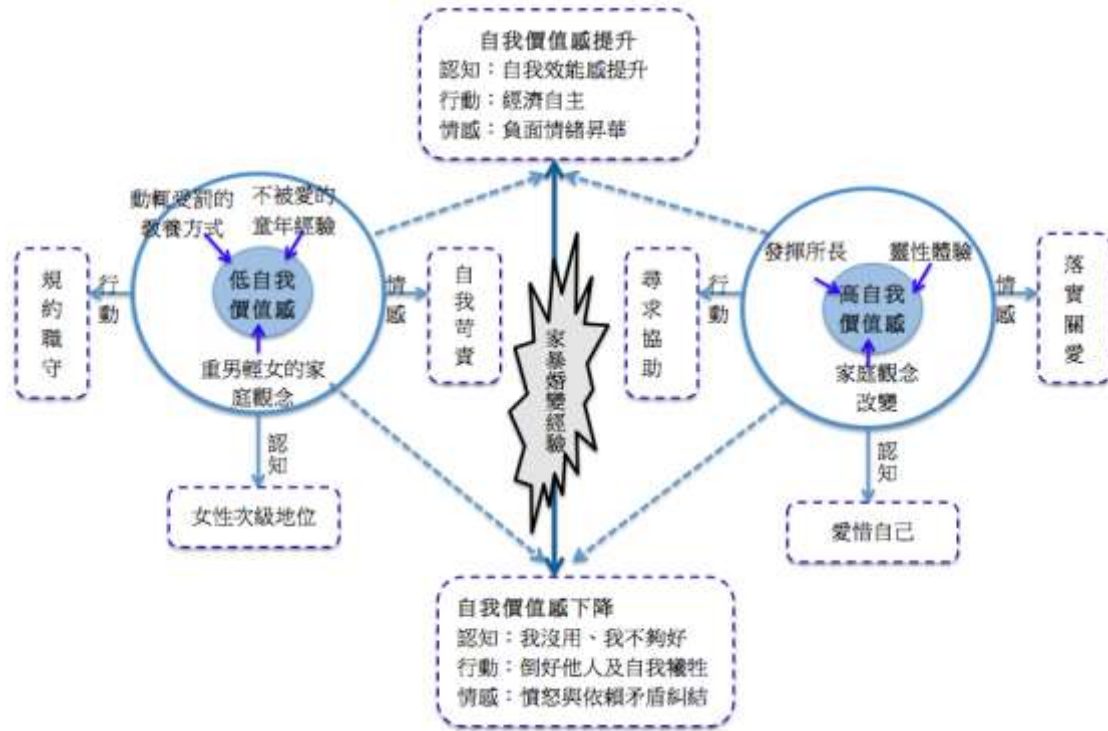 自我價值感提升
認知：自我效能感提升
行動：經濟自主
情感：負面情緒昇華
動輒受罰的
教養方式
不被愛的
童年經驗
低自我
價值感
重男輕女的家
庭觀念
行動
規約職守
情感
自我苛責
認知
女性次級地位
家暴婚變經驗
發揮所長
靈性體驗
高自我
價值感
家庭觀念
改變
行動
尋求協助
情感
落實關愛
認知
愛惜自己
自我價值感下降
認知：我沒用、我不夠好
行動：倒好他人及自我犧牲
情感：憤怒與依賴矛盾糾結